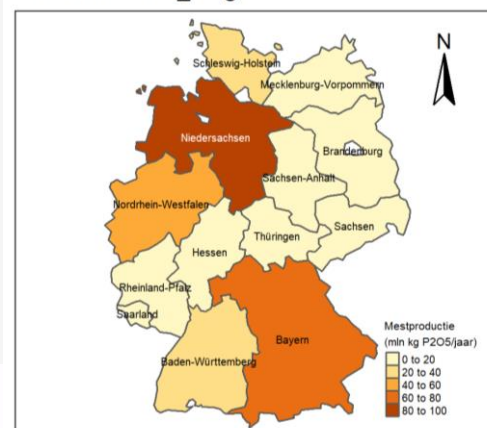 N
Schleswig-Holstein
Mecklenburg-Vorpommern
Niedersachsen
Brandenburg
Sachsen-Anhalt
Nordrhein-Westfalen
Sachsen
Thüringen
Hessen
Rheinland-Pfalz
Saarland
Bayern
Baden-Württemberg
Mestproductie
(mln kg P2O5/jaar)
0 to 20
20 to 40
40 to 60
60 to 80
80 to 100